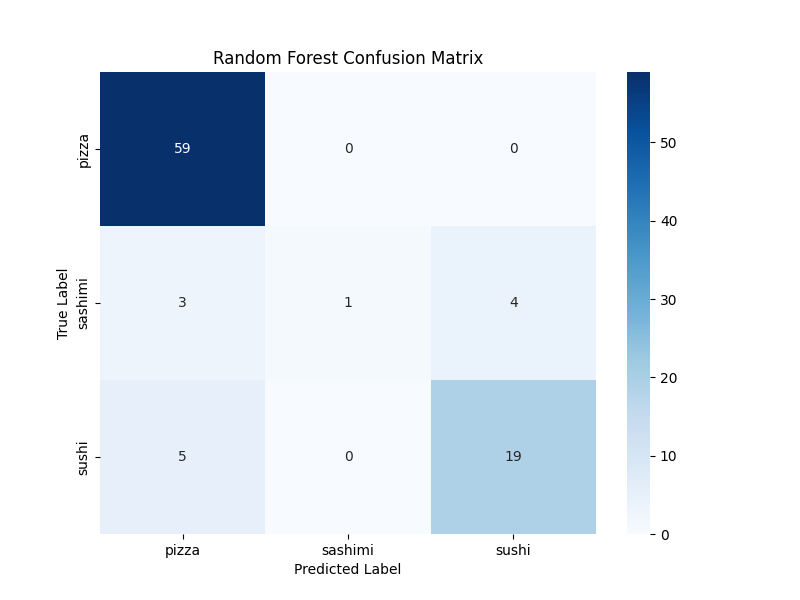 Random Forest Confusion Matrix
True Label
pizza
sashimi
sushi
59 0 0
3 1 4
5 0 19
pizza sashimi sushi
Predicted Label
50
40
30
20
10
0